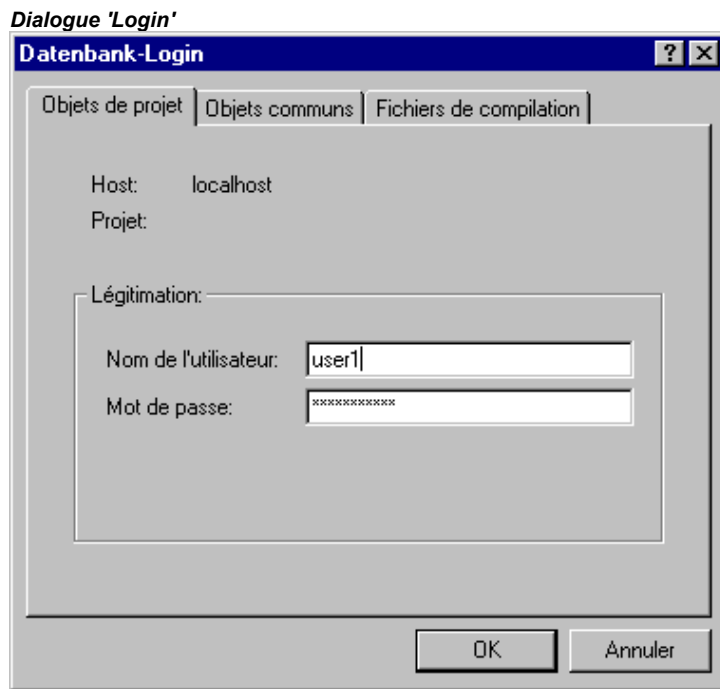 Dialogue 'Login'
Datenbank-Login
Objets de projet Objets communs Fichiers de compilation
Host: localhost
Projet:
Légitimation:
Nom de l'utilisateur: user1
Mot de passe: ***********
OK Annuler